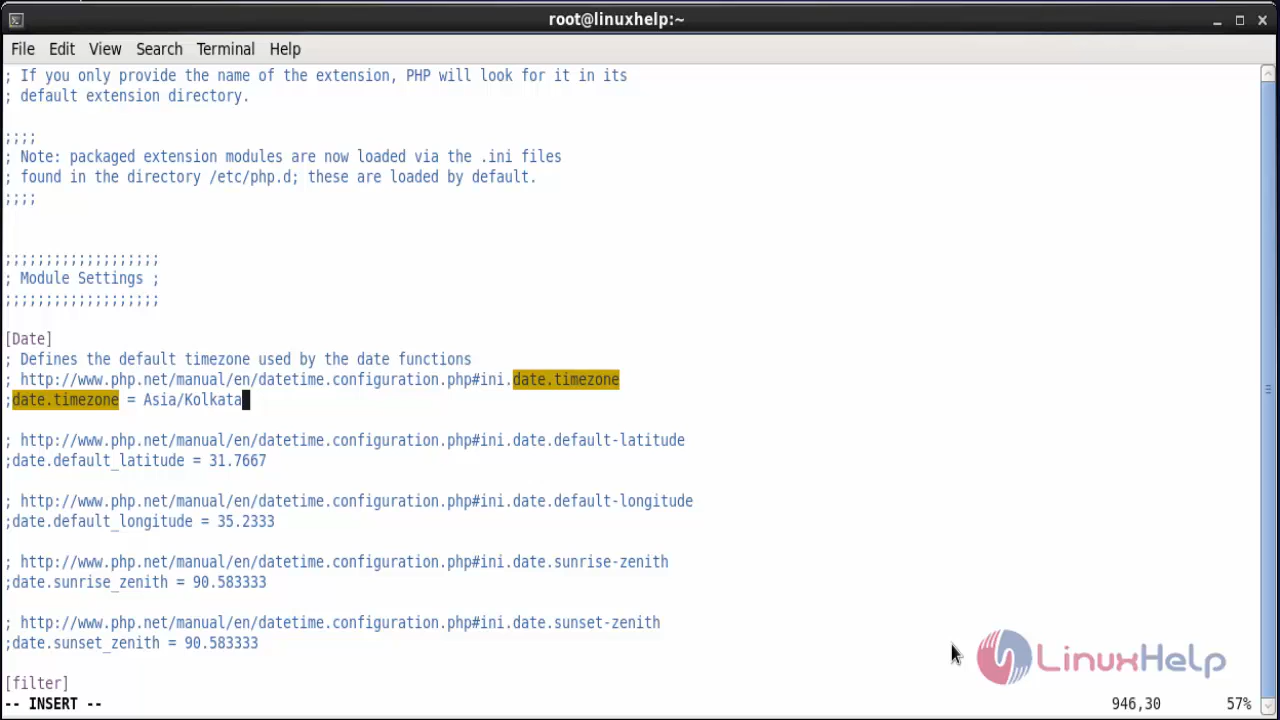 root@linuxhelp:~
File Edit View Search Terminal Help
; If you only provide the name of the extension, PHP will look for it in its
; default extension directory.
;;;;
; Note: packaged extension modules are now loaded via the .ini files
; found in the directory /etc/php.d; these are loaded by default.
;;;;
;;;;;;;;;;;;;;;;;;;
; Module Settings ;
;;;;;;;;;;;;;;;;;;;
[Date]
; Defines the default timezone used by the date functions
; http://www.php.net/manual/en/datetime.configuration.php#ini.date.timezone
;date.timezone = Asia/Kolkata
; http://www.php.net/manual/en/datetime.configuration.php#ini.date.default-latitude
;date.default_latitude = 31.7667
; http://www.php.net/manual/en/datetime.configuration.php#ini.date.default-longitude
;date.default_longitude = 35.2333
; http://www.php.net/manual/en/datetime.configuration.php#ini.date.sunrise-zenith
;date.sunrise_zenith = 90.583333
; http://www.php.net/manual/en/datetime.configuration.php#ini.date.sunset-zenith
;date.sunset_zenith = 90.583333
[filter]
LinuxHelp
-- INSERT -- 946,30 57%